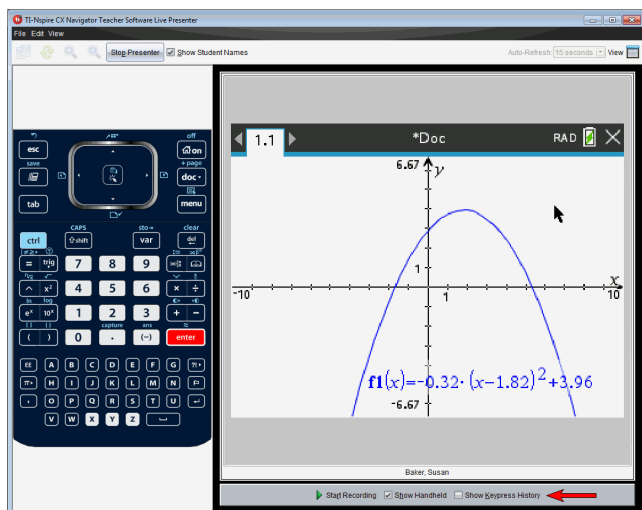 TI-Nspire CX Navigator Teacher Software Live Presenter
File Edit View
Stop Presenter Show Student Names Auto-Refresh: 15 seconds View
1.1 *Doc RAD
6.67 y
1
x
-10 1 10
f1(x)=-0.32·(x-1.82)2+3.96
-6.67
Baker, Susan
Start Recording Show Handheld Show Keypress History
off
esc on
save +page
doc
tab menu
CAPS sto→ clear
ctrl shift var del
= trig 7 8 9
n√x √
^ x2 4 5 6 × ÷
ln log
ex 10x 1 2 3 + −
{ } ( ) capture ans ≈
( ) 0 . (−) enter
EE A B C D E F G ?!
π H I J K L M N
, O P Q R S T U
V W X Y Z